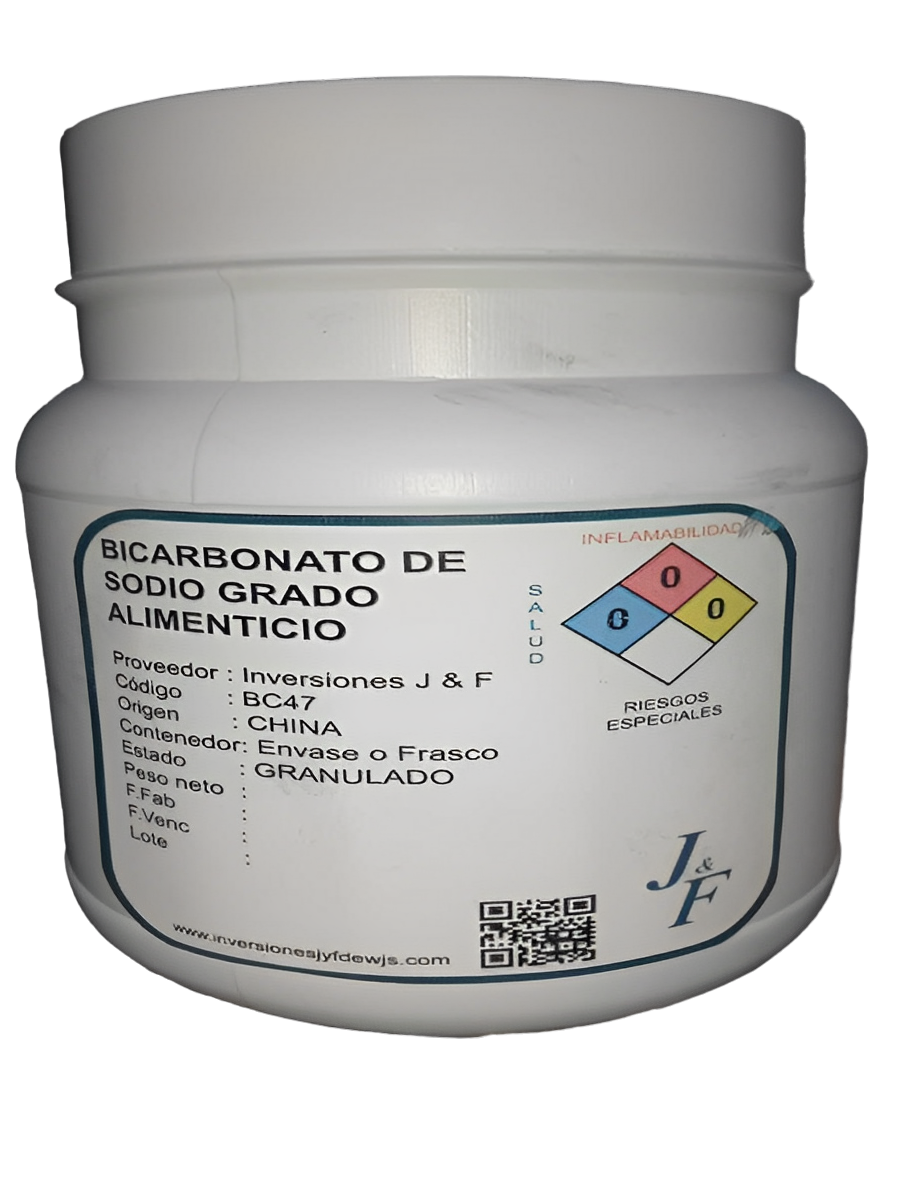 BICARBONATO DE
SODIO GRADO
ALIMENTICIO
Proveedor : Inversiones J & F
Código : BC47
Origen : CHINA
Contenedor: Envase o Frasco
Estado : GRANULADO
Peso neto :
F.Fab :
F.Venc :
Lote :
www.inversionesjyfdewjs.com
INFLAMABILIDAD
SALUD
0
0
RIESGOS
ESPECIALES
J & F